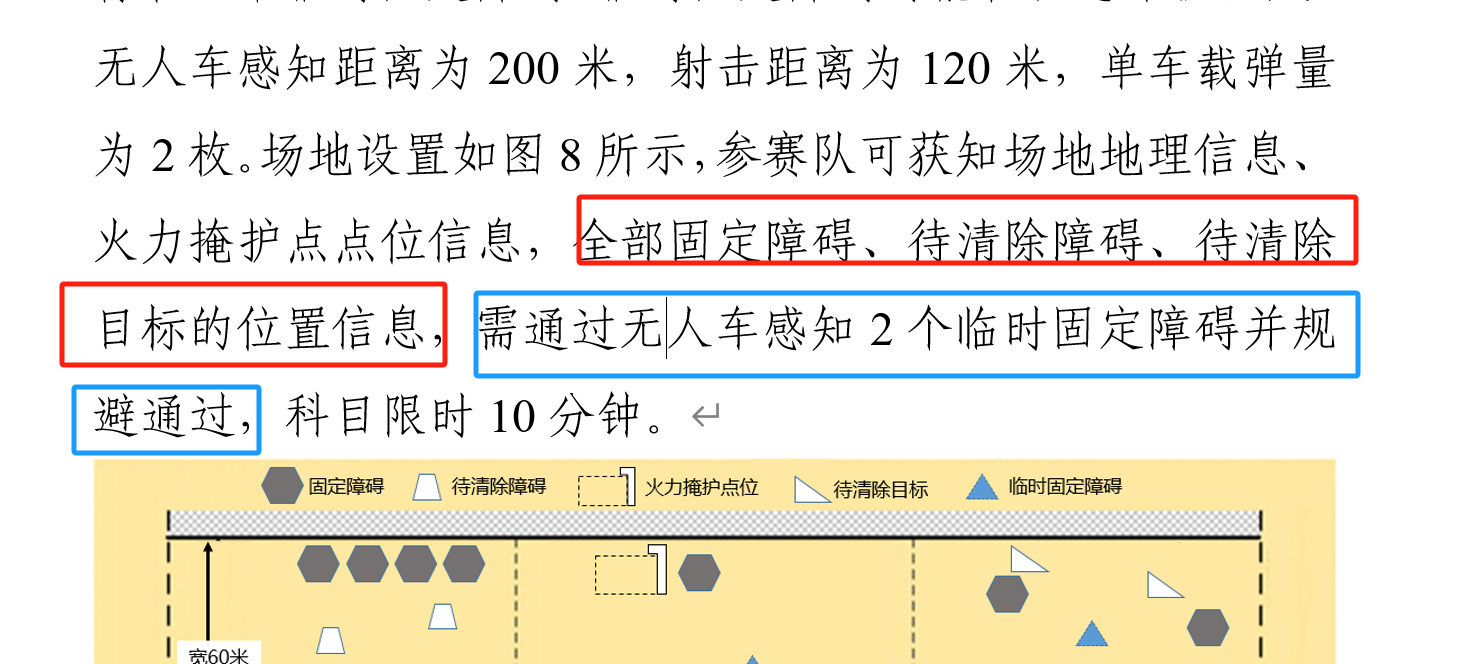 无人车感知距离为 200 米，射击距离为 120 米，单车载弹量
为 2 枚。场地设置如图 8 所示，参赛队可获知场地地理信息、
火力掩护点点位信息，全部固定障碍、待清除障碍、待清除
目标的位置信息，需通过无人车感知 2 个临时固定障碍并规
避通过，科目限时 10 分钟。
固定障碍 待清除障碍 火力掩护点位 待清除目标 临时固定障碍
宽60米